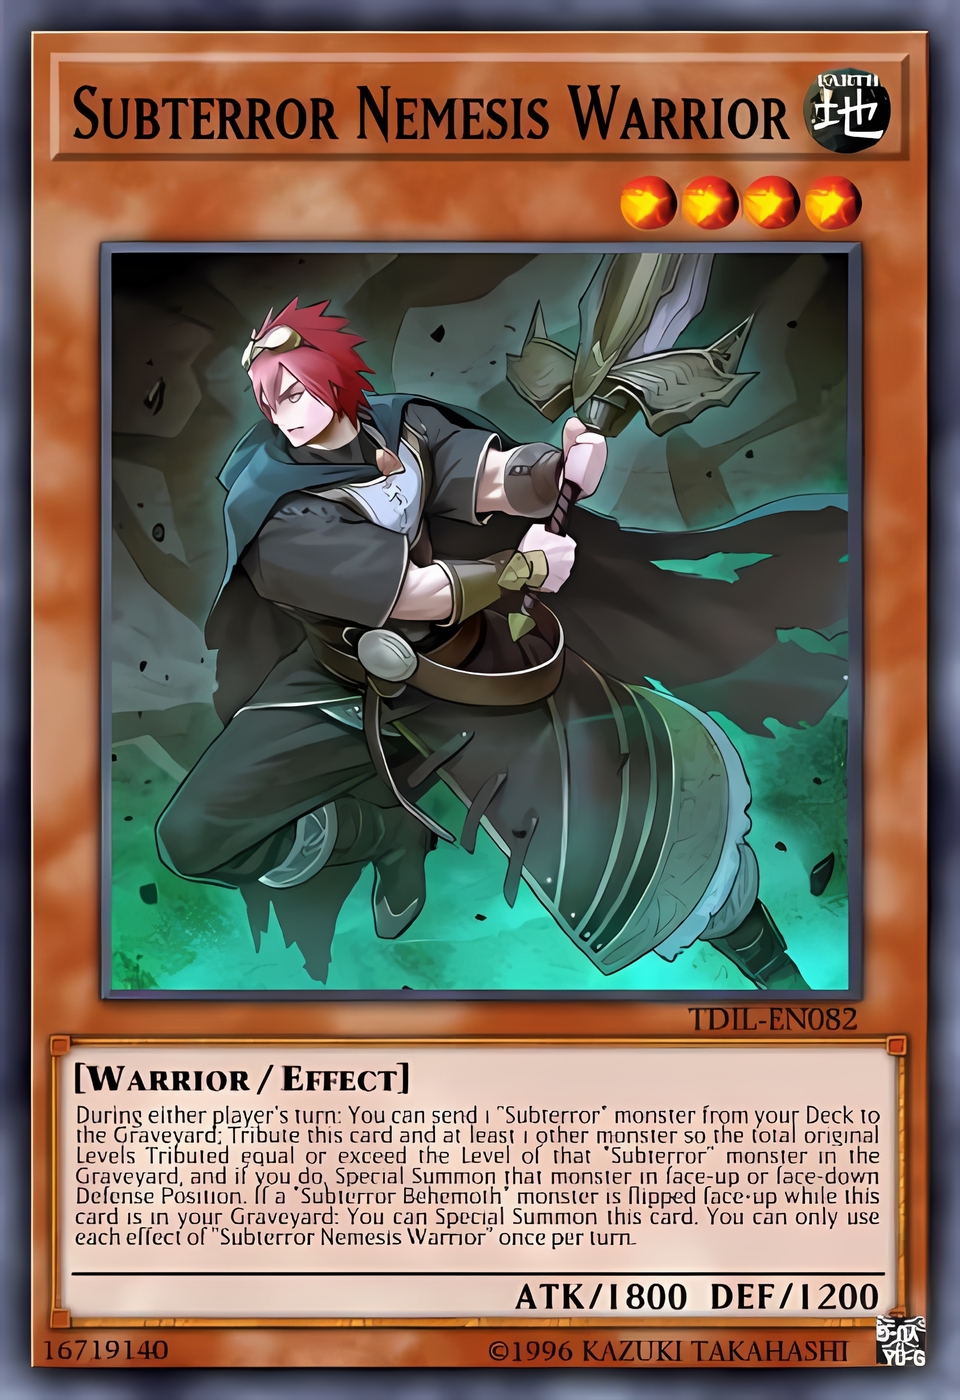 SUBTERROR NEMESIS WARRIOR
EARTH
地
TDIL-EN082
[WARRIOR / EFFECT]
During either player's turn: You can send 1 "Subterror" monster from your Deck to
the Graveyard; Tribute this card and at least 1 other monster so the total original
Levels Tributed equal or exceed the Level of that "Subterror" monster in the
Graveyard, and if you do, Special Summon that monster in face-up or face-down
Defense Position. If a "Subterror Behemoth" monster is flipped face-up while this
card is in your Graveyard: You can Special Summon this card. You can only use
each effect of "Subterror Nemesis Warrior" once per turn.
ATK/1800 DEF/1200
16719140
©1996 KAZUKI TAKAHASHI